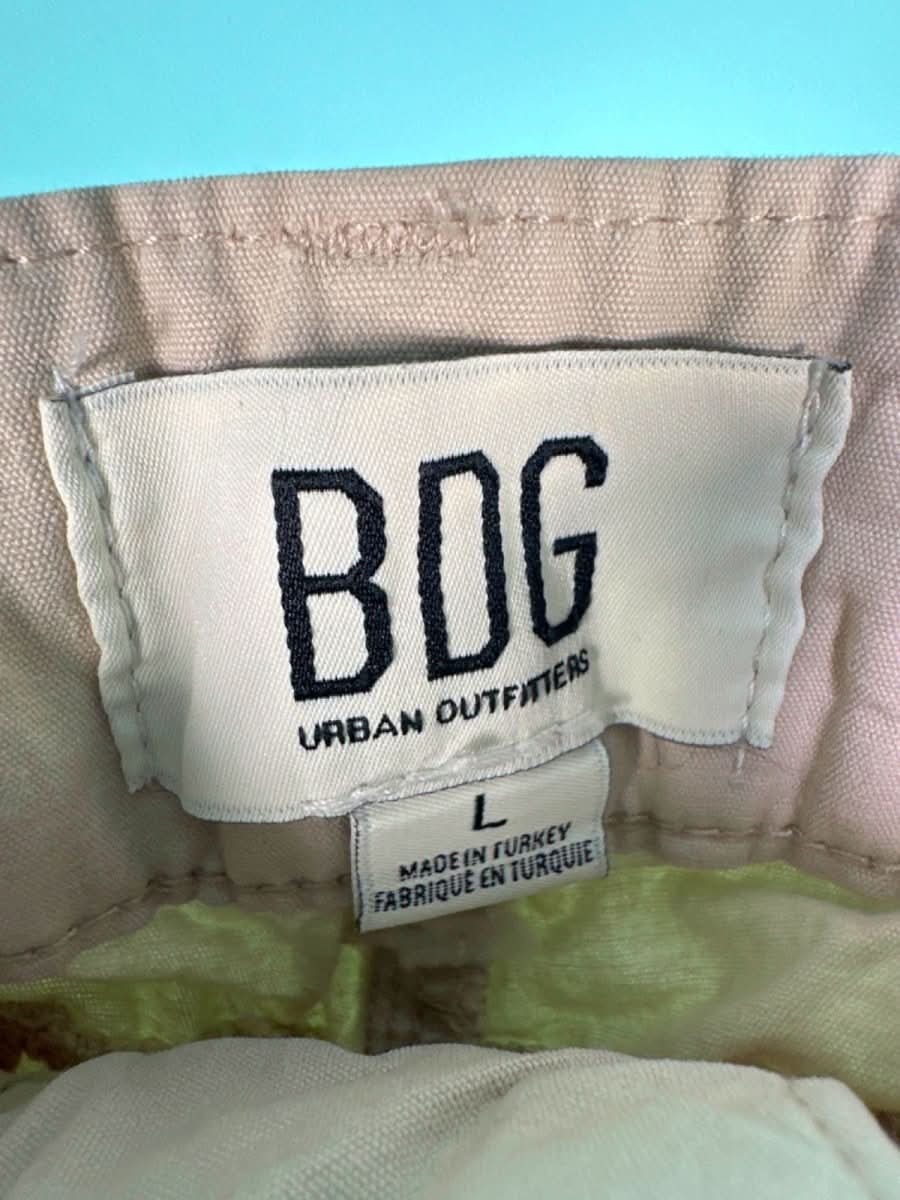 BDG
URBAN OUTFITTERS
L
MADE IN TURKEY
FABRIQUÉ EN TURQUIE